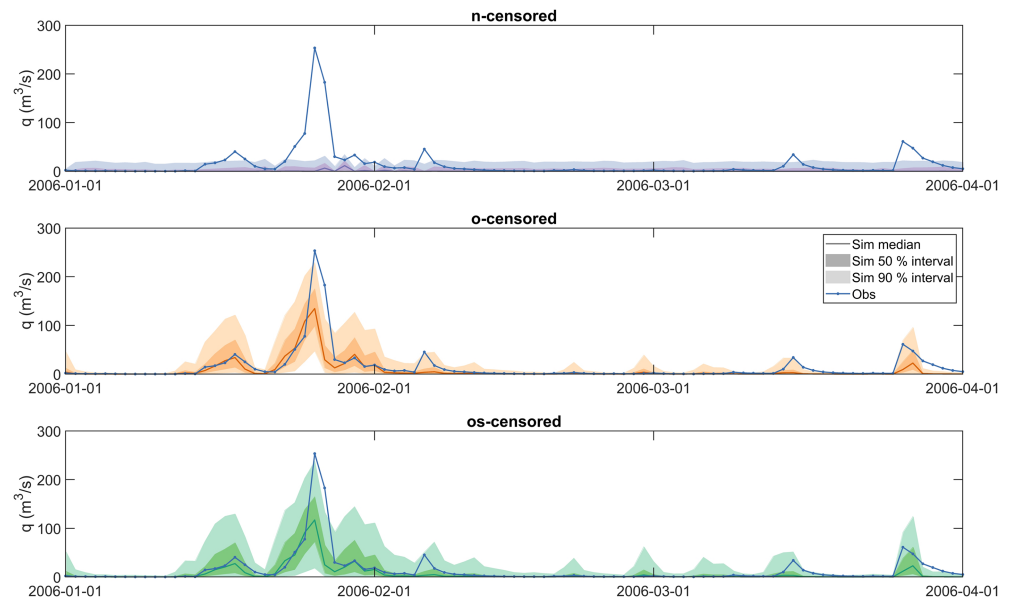 n-censored
300
200
100
0
q (m³/s)
2006-01-01 2006-02-01 2006-03-01 2006-04-01
o-censored
300
200
100
0
q (m³/s)
Sim median
Sim 50 % interval
Sim 90 % interval
Obs
2006-01-01 2006-02-01 2006-03-01 2006-04-01
os-censored
300
200
100
0
q (m³/s)
2006-01-01 2006-02-01 2006-03-01 2006-04-01